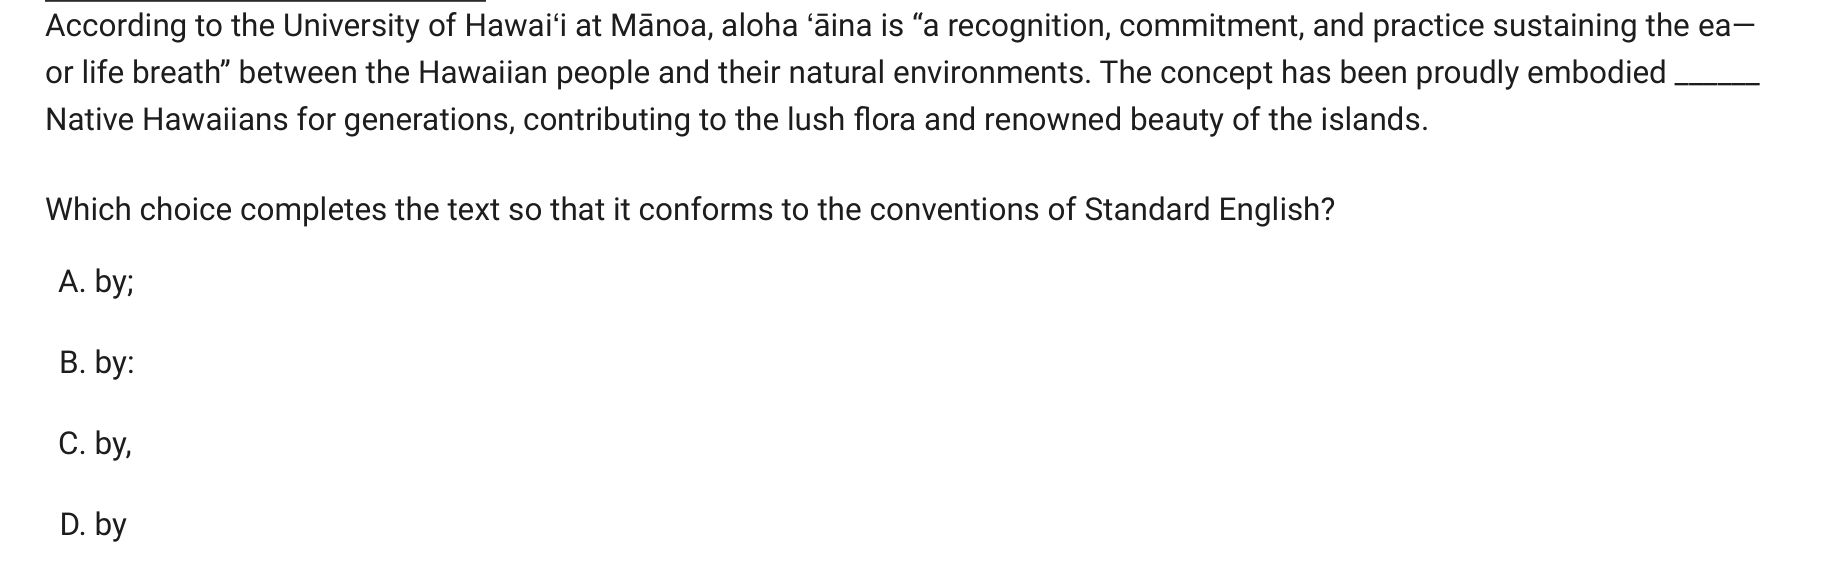 According to the University of Hawaiʻi at Mānoa, aloha ʻāina is “a recognition, commitment, and practice sustaining the ea—
or life breath” between the Hawaiian people and their natural environments. The concept has been proudly embodied ______
Native Hawaiians for generations, contributing to the lush flora and renowned beauty of the islands.
Which choice completes the text so that it conforms to the conventions of Standard English?
A. by;
B. by:
C. by,
D. by